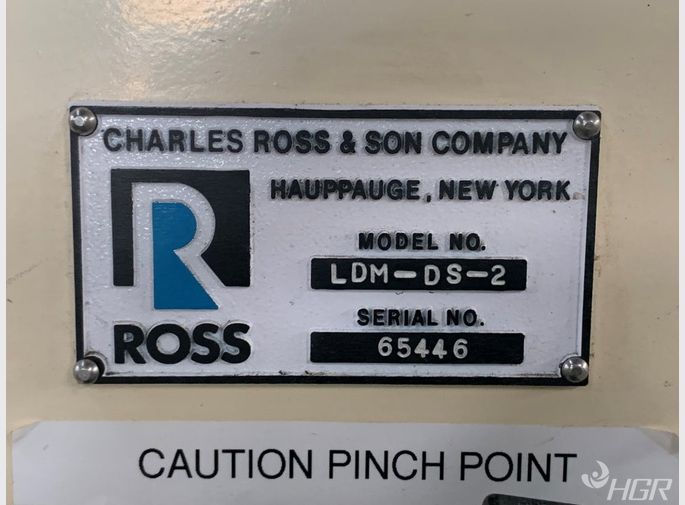 CHARLES ROSS & SON COMPANY
HAUPPAUGE, NEW YORK
R
ROSS
MODEL NO.
LDM-DS-2
SERIAL NO.
65446
CAUTION PINCH POINT
HGR